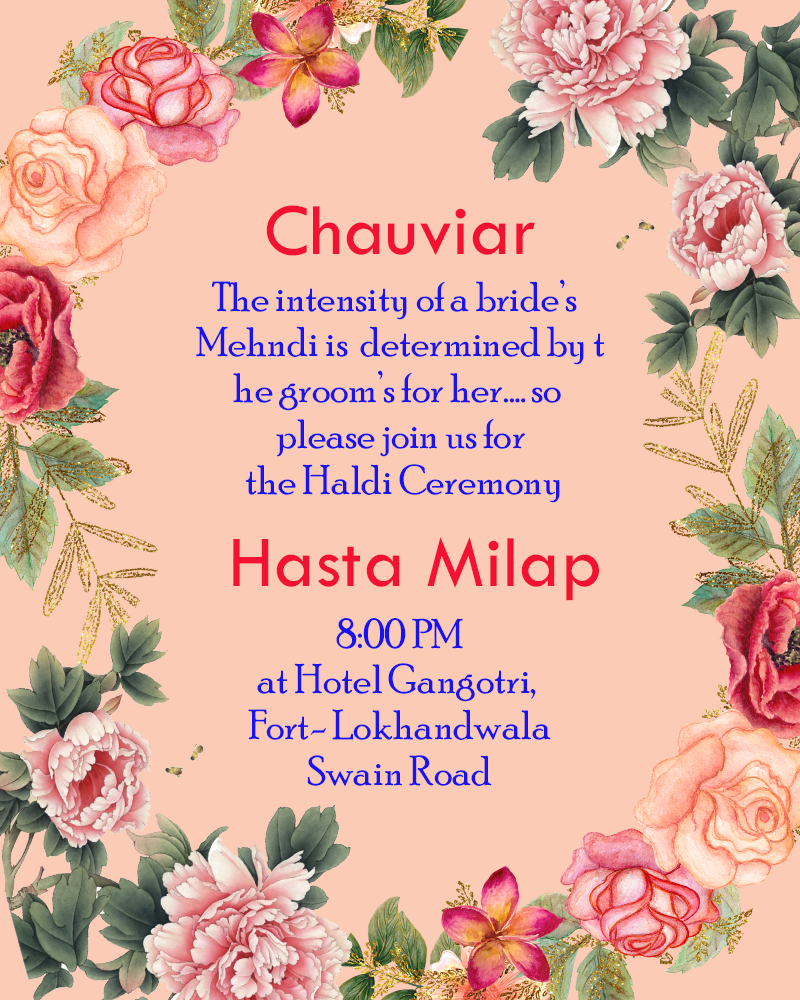 Chauviar
The intensity of a bride's
Mehndi is determined by t
he groom's for her.... so
please join us for
the Haldi Ceremony
Hasta Milap
8:00 PM
at Hotel Gangotri,
Fort- Lokhandwala
Swain Road